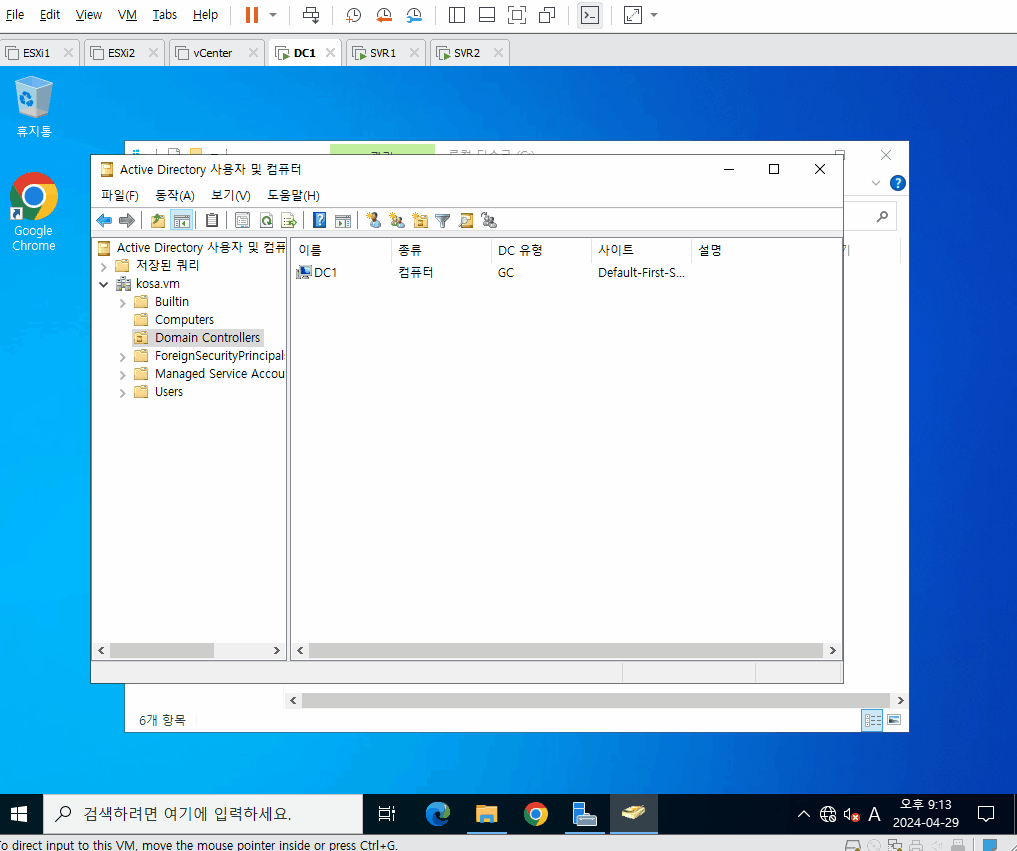 File Edit View VM Tabs Help
ESXi1 ESXi2 vCenter DC1 SVR1 SVR2
휴지통
Google
Chrome
Active Directory 사용자 및 컴퓨터
파일(F) 동작(A) 보기(V) 도움말(H)
Active Directory 사용자 및 컴퓨
저장된 쿼리
kosa.vm
Builtin
Computers
Domain Controllers
ForeignSecurityPrincipals
Managed Service Accou
Users
이름 종류 DC 유형 사이트 설명
DC1 컴퓨터 GC Default-First-S...
6개 항목
검색하려면 여기에 입력하세요.
A
오후 9:13
2024-04-29
To direct input to this VM, move the mouse pointer inside or press Ctrl+G.